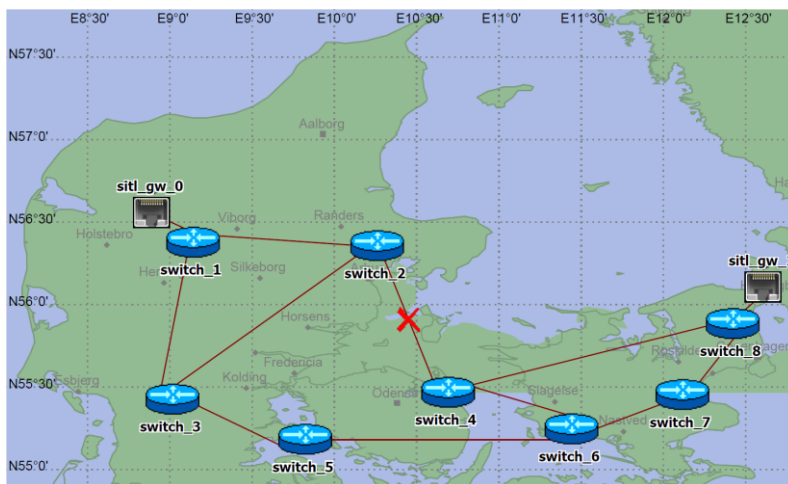 E8°30' E9°0' E9°30' E10°0' E10°30' E11°0' E11°30' E12°0' E12°30'
N57°30'
N57°0'
Aalborg
sitl_gw_0
N56°30'
Viborg
Randers
Holstebro
switch_1
switch_2
sitl_gw_
Silkeborg
N56°0'
Horsens
switch_8
Fredericia
N55°30'
Esbjerg
Kolding
Odense
Slagelse
switch_3
switch_4
switch_7
Næstved
switch_5
switch_6
N55°0'